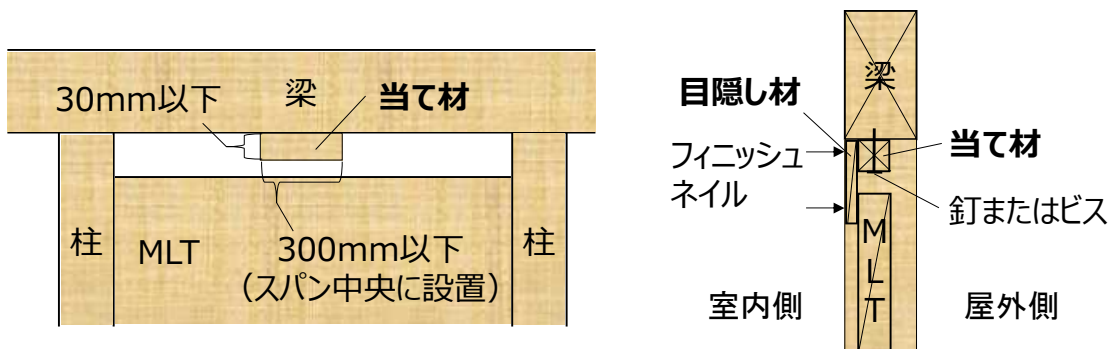 30mm以下
梁
当て材
柱
MLT
300mm以下
(スパン中央に設置)
柱
梁
目隠し材
フィニッシュ
ネイル
当て材
釘またはビス
MLT
室内側
屋外側